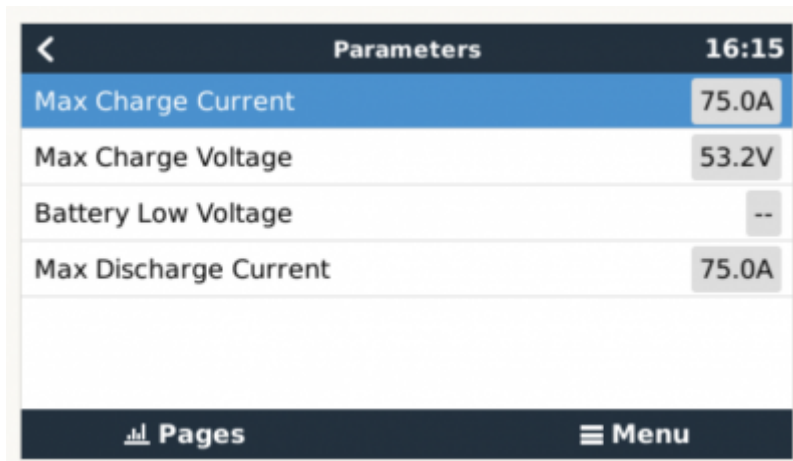 Parameters 16:15
Max Charge Current 75.0A
Max Charge Voltage 53.2V
Battery Low Voltage --
Max Discharge Current 75.0A
Pages Menu